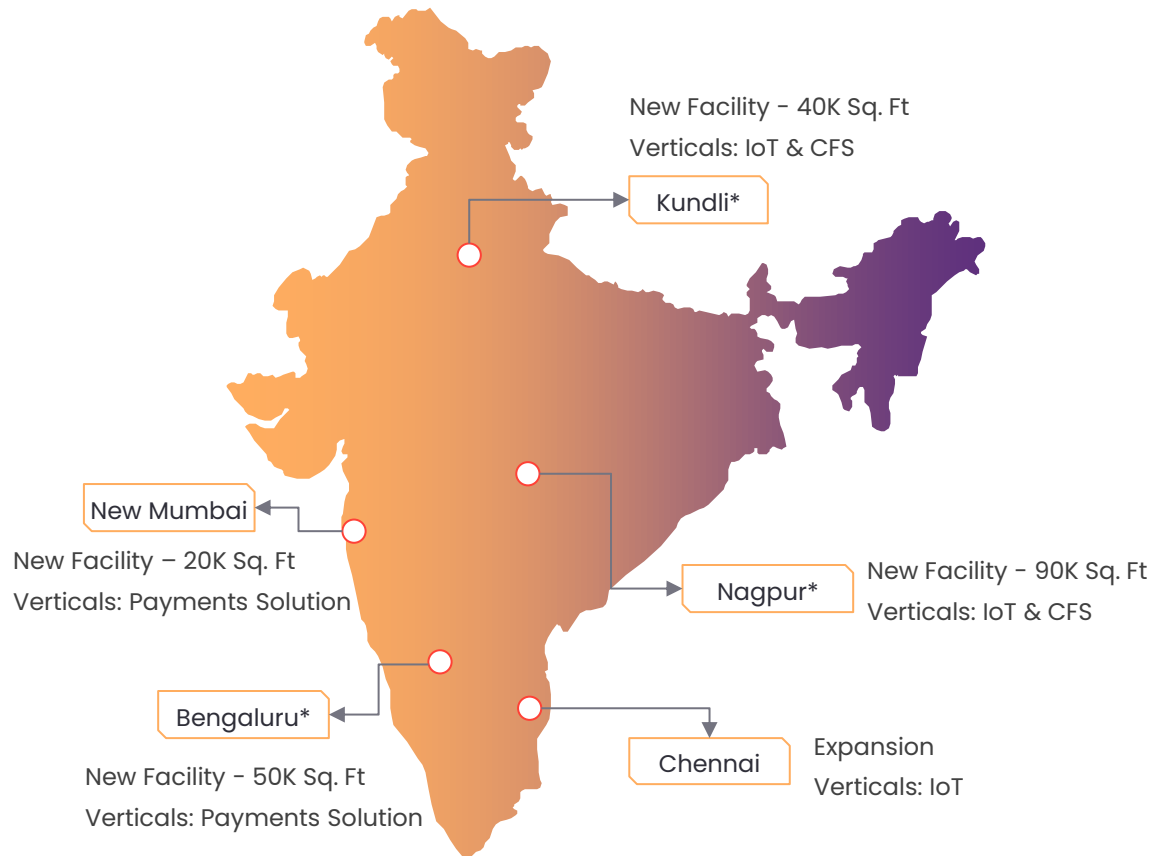 New Facility - 40K Sq. Ft
Verticals: IoT & CFS
Kundli*
New Mumbai
New Facility – 20K Sq. Ft
Verticals: Payments Solution
Nagpur*
New Facility - 90K Sq. Ft
Verticals: IoT & CFS
Bengaluru*
New Facility - 50K Sq. Ft
Verticals: Payments Solution
Chennai
Expansion
Verticals: IoT